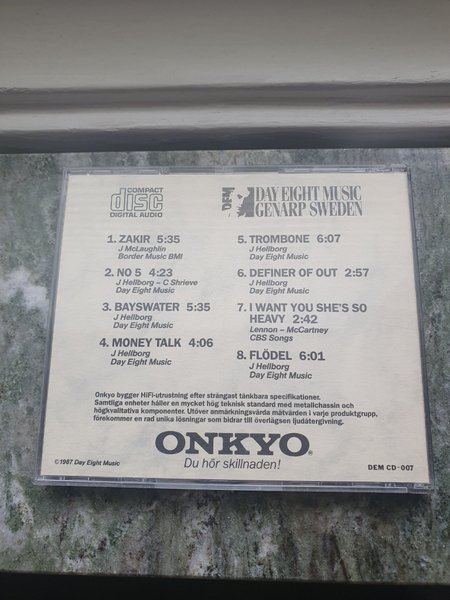 COMPACT
disc
DIGITAL AUDIO
DAY EIGHT MUSIC
GENARP SWEDEN
1. ZAKIR 5:35
J McLaughlin
Border Music BMI
2. NO 5 4:23
J Hellborg – C Shrieve
Day Eight Music
3. BAYSWATER 5:35
J Hellborg
Day Eight Music
4. MONEY TALK 4:06
J Hellborg
Day Eight Music
5. TROMBONE 6:07
J Hellborg
Day Eight Music
6. DEFINER OF OUT 2:57
J Hellborg
Day Eight Music
7. I WANT YOU SHE'S SO
HEAVY 2:42
Lennon – McCartney
CBS Songs
8. FLÖDEL 6:01
J Hellborg
Day Eight Music
Onkyo bygger HiFi-utrustning efter strängast tänkbara specifikationer.
Samtliga enheter håller en mycket hög teknisk standard med metallchassin och
högkvalitativa komponenter. Utöver anmärkningsvärda mätvärden i varje produktgrupp,
förekommer en rad unika lösningar som bidrar till överlägsen ljudåtergivning.
ONKYO®
Du hör skillnaden!
©1987 Day Eight Music
DEM CD-007